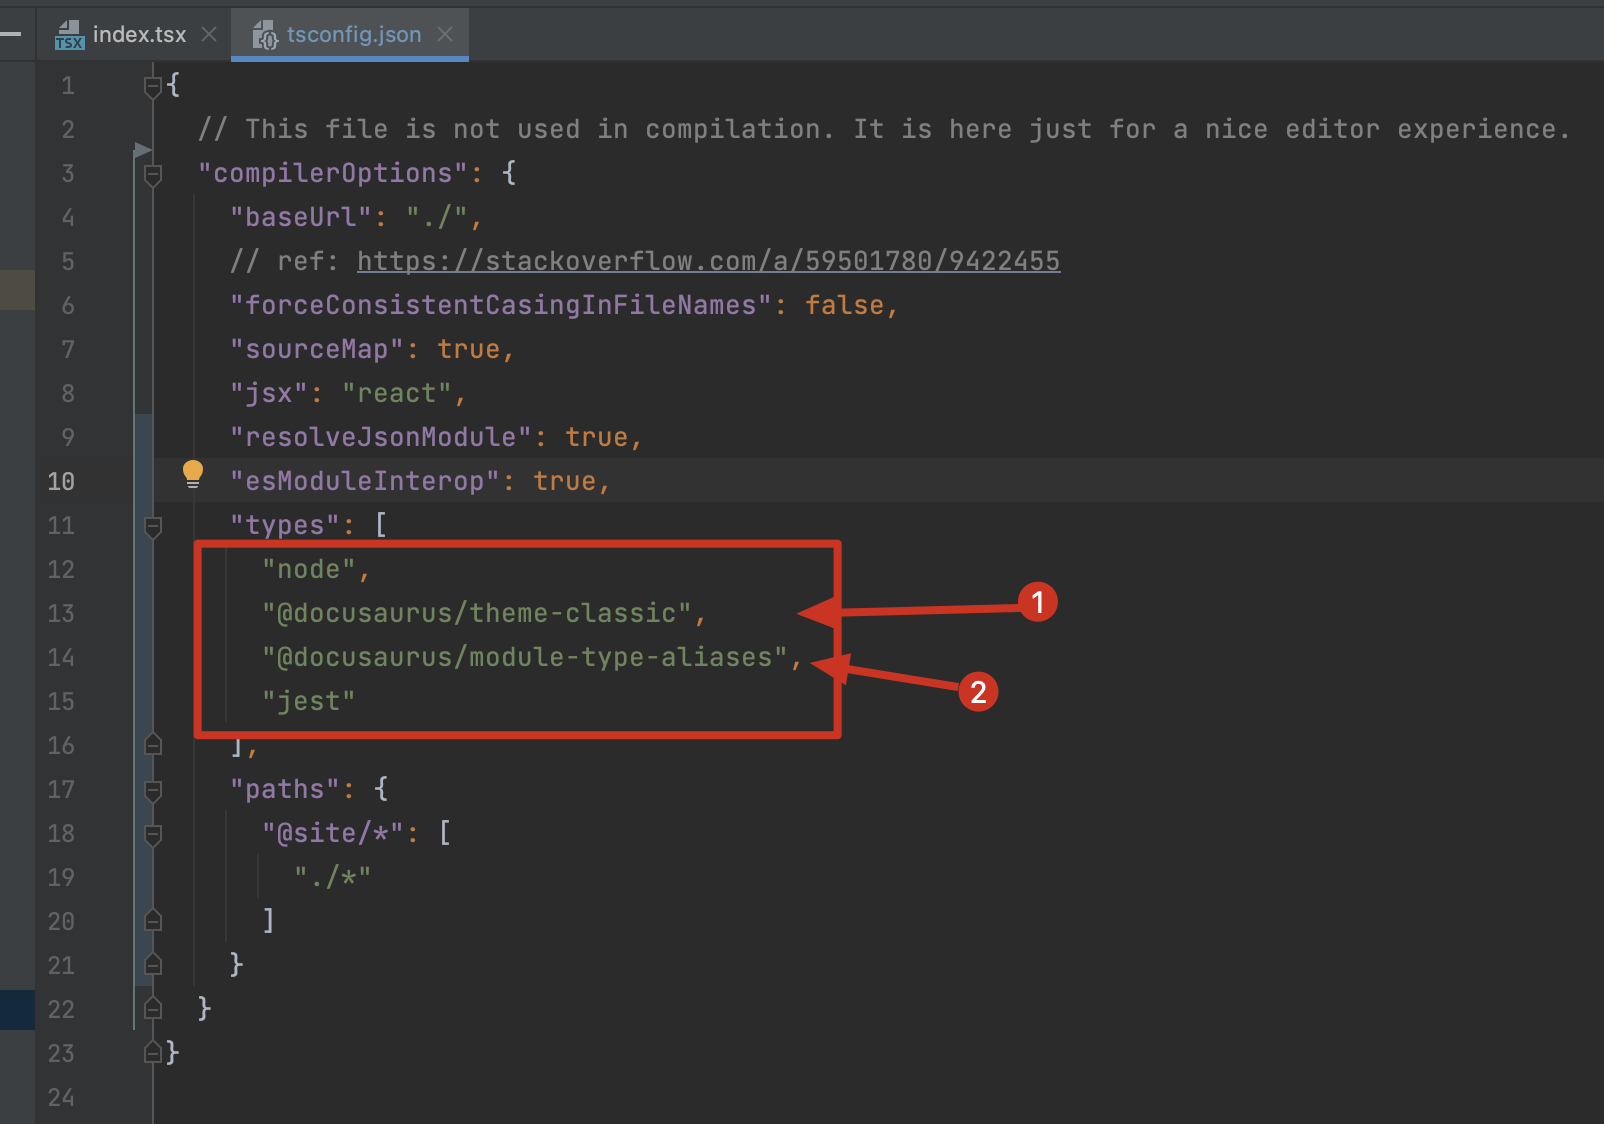 index.tsx
tsconfig.json
1 {
2 // This file is not used in compilation. It is here just for a nice editor experience.
3 "compilerOptions": {
4 "baseUrl": "./",
5 // ref: https://stackoverflow.com/a/59501780/9422455
6 "forceConsistentCasingInFileNames": false,
7 "sourceMap": true,
8 "jsx": "react",
9 "resolveJsonModule": true,
10 "esModuleInterop": true,
11 "types": [
12 "node",
13 "@docusaurus/theme-classic", 1
14 "@docusaurus/module-type-aliases", 2
15 "jest"
16 ],
17 "paths": {
18 "@site/*": [
19 "./*"
20 ]
21 }
22 }
23 }
24